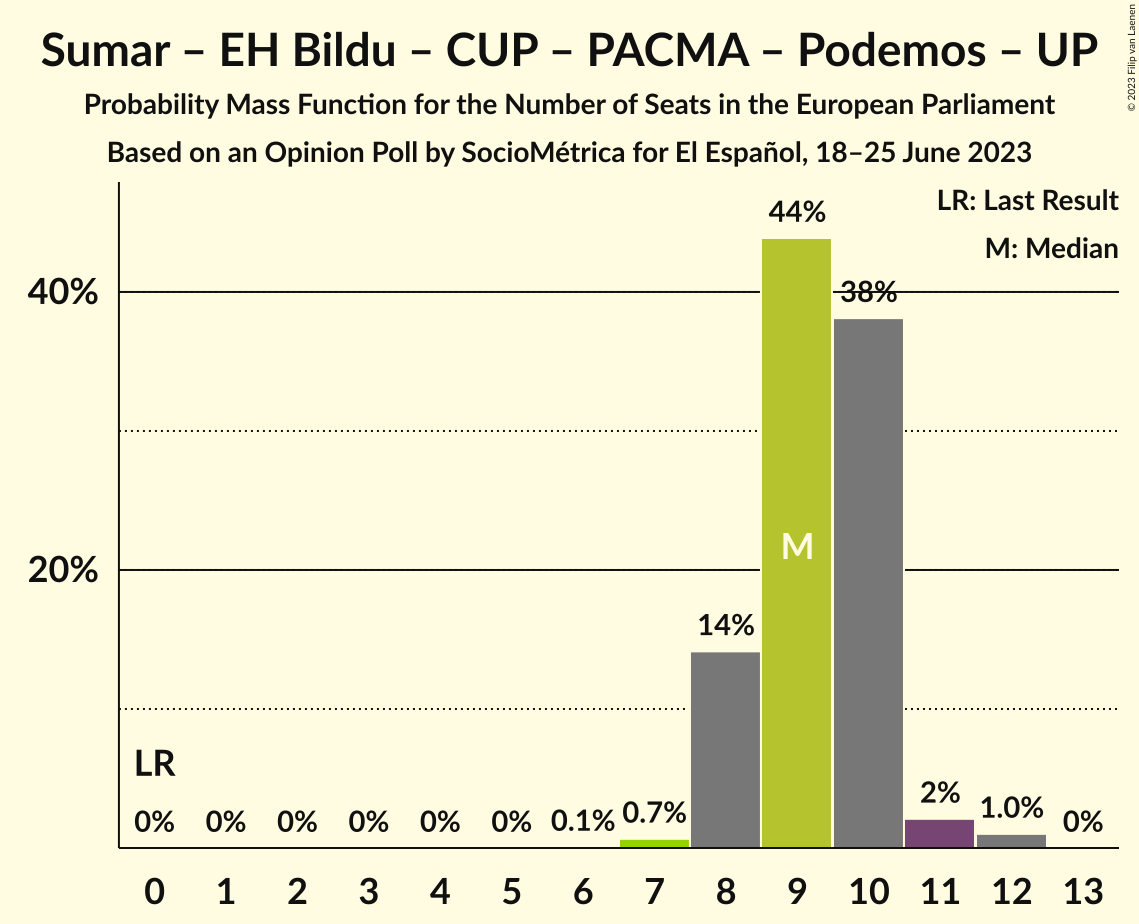 Sumar – EH Bildu – CUP – PACMA – Podemos – UP
Probability Mass Function for the Number of Seats in the European Parliament
Based on an Opinion Poll by SocioMétrica for El Español, 18–25 June 2023
© 2023 Filip van Laenen
LR: Last Result
M: Median
44%
40%
38%
M
20%
14%
LR
0% 0% 0% 0% 0% 0% 0.1% 0.7% 2% 1.0% 0%
0 1 2 3 4 5 6 7 8 9 10 11 12 13